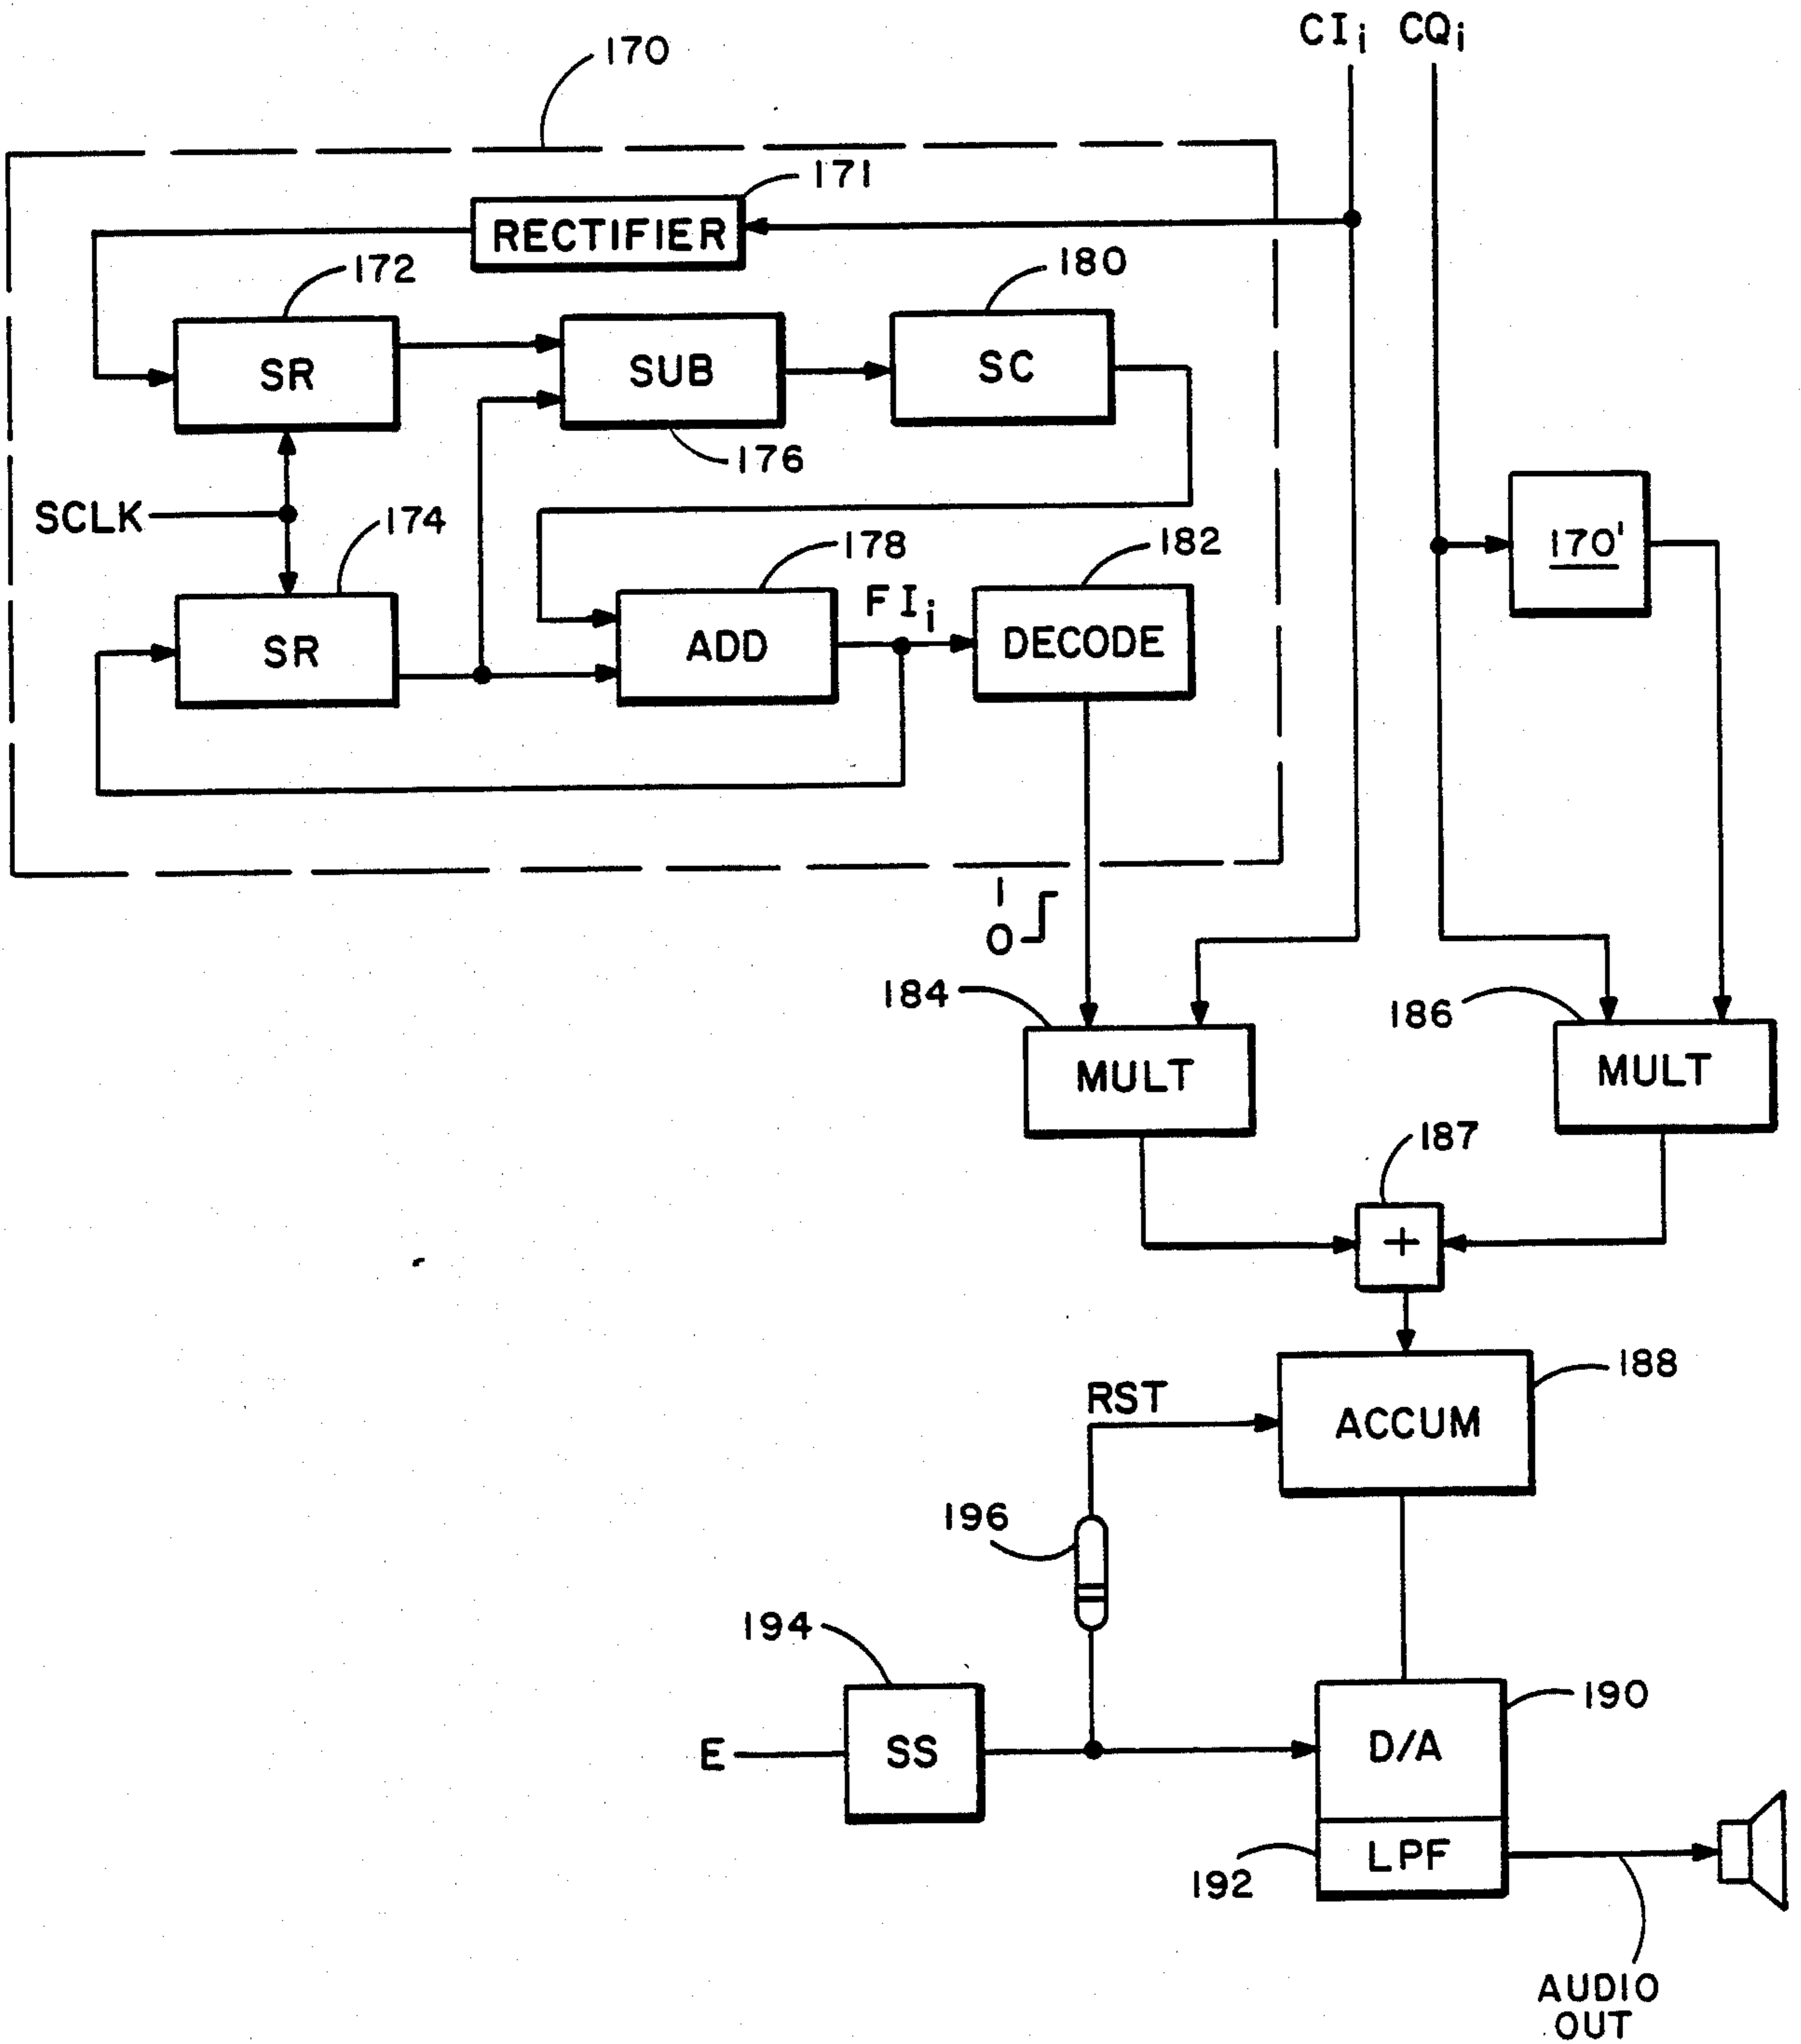 CIi CQi
170
171
RECTIFIER
172
180
SR
SUB
SC
176
SCLK
174
178
182
170'
FIi
SR
ADD
DECODE
1
0
184
186
MULT
MULT
187
+
188
RST
ACCUM
196
194
190
E
SS
D/A
192
LPF
AUDIO
OUT